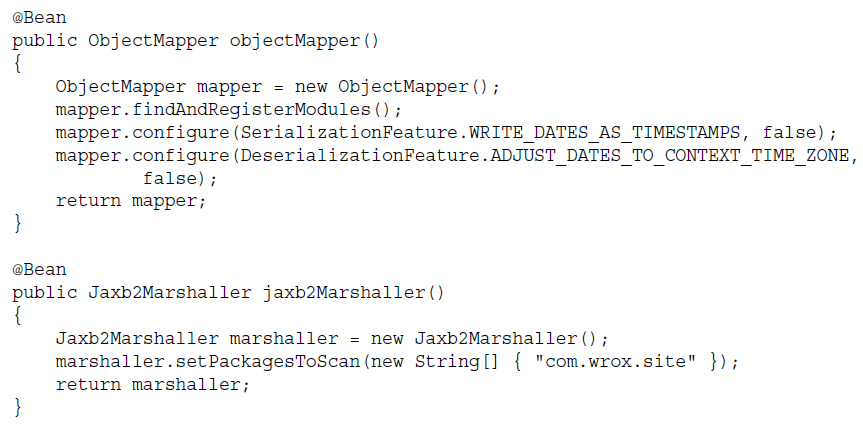 @Bean
public ObjectMapper objectMapper()
{
    ObjectMapper mapper = new ObjectMapper();
    mapper.findAndRegisterModules();
    mapper.configure(SerializationFeature.WRITE_DATES_AS_TIMESTAMPS, false);
    mapper.configure(DeserializationFeature.ADJUST_DATES_TO_CONTEXT_TIME_ZONE,
            false);
    return mapper;
}

@Bean
public Jaxb2Marshaller jaxb2Marshaller()
{
    Jaxb2Marshaller marshaller = new Jaxb2Marshaller();
    marshaller.setPackagesToScan(new String[] { "com.wrox.site" });
    return marshaller;
}